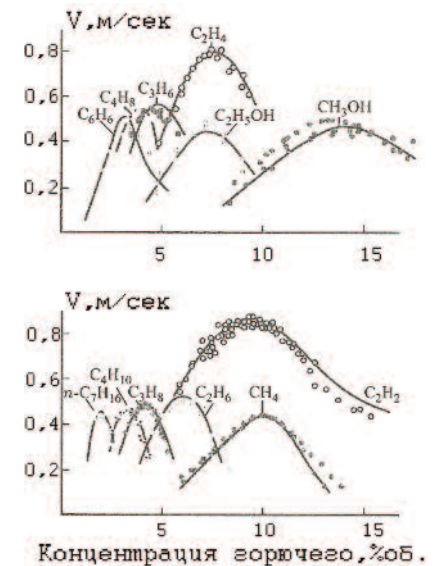 V,м/сек
C₂H₄
0,8
C₄H₈
C₃H₆
0,6
C₆H₆
C₂H₅OH
CH₃OH
0,4
0,2
5
10
15
V,м/сек
0,8
C₄H₁₀
0,6
n-C₇H₁₆
C₃H₈
C₂H₆
CH₄
C₂H₂
0,4
0,2
5
10
15
Концентрация горючего,%об.